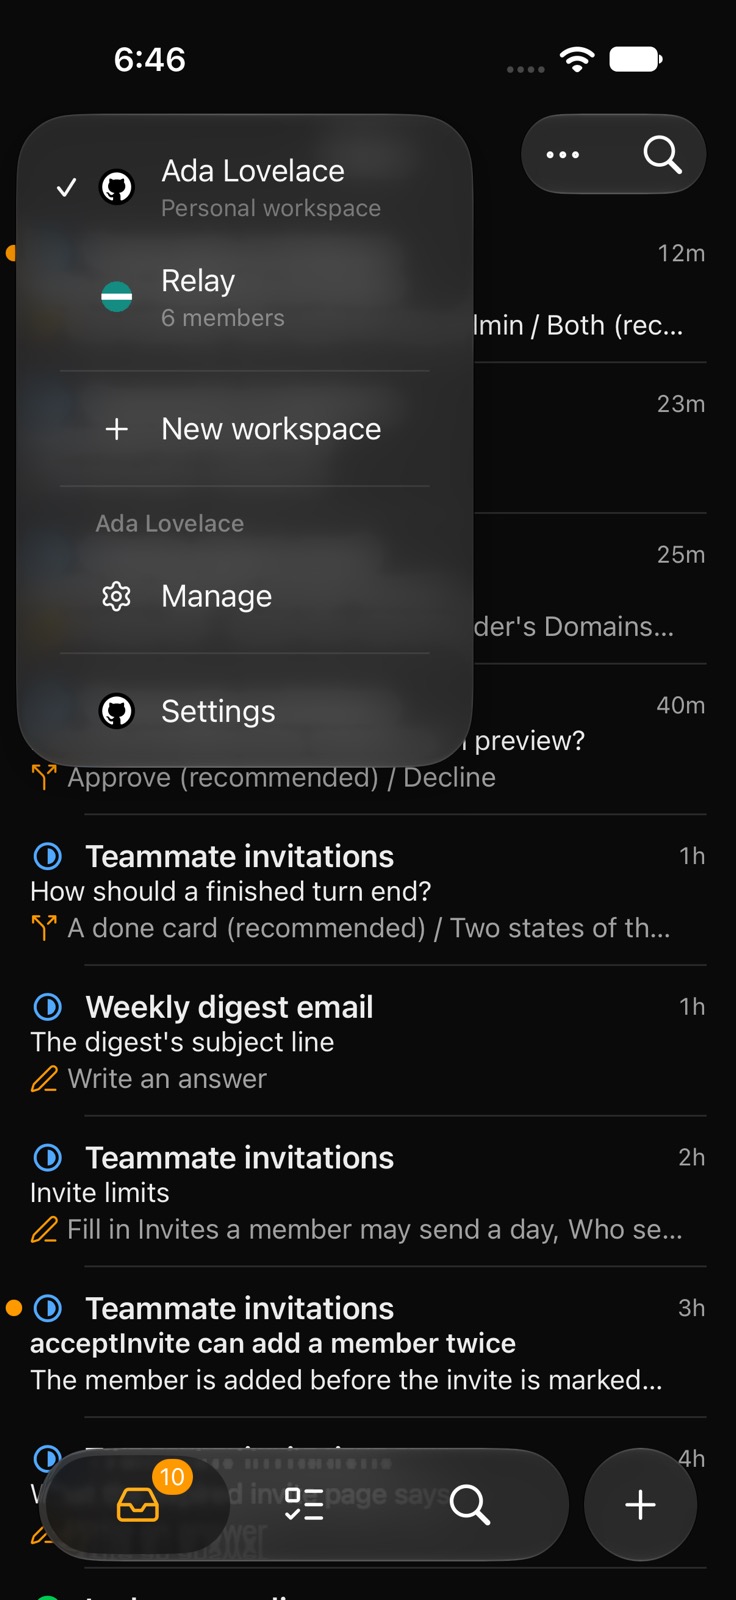 6:46
Ada Lovelace
Personal workspace
Relay
6 members
New workspace
Ada Lovelace
Manage
Settings
12m
/ Both (rec...
23m
25m
Domains...
40m
preview?
Approve (recommended) / Decline
Teammate invitations
1h
How should a finished turn end?
A done card (recommended) / Two states of th...
Weekly digest email
1h
The digest's subject line
Write an answer
Teammate invitations
2h
Invite limits
Fill in Invites a member may send a day, Who se...
Teammate invitations
3h
acceptInvite can add a member twice
The member is added before the invite is marked...
4h
page says
10